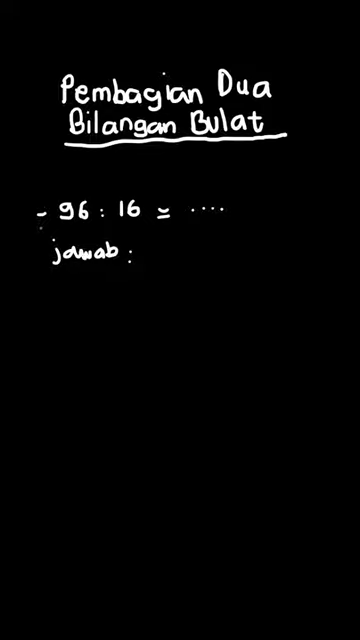 Pembagian Dua
Bilangan Bulat
- 96 : 16 = ....
jawab :